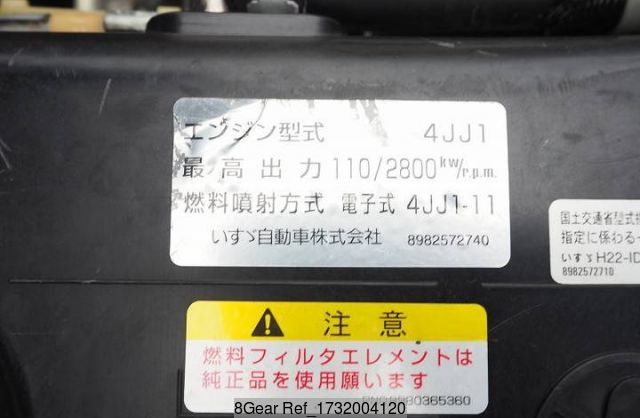 エンジン型式 4JJ1
最高出力 110/2800kW/r.p.m.
燃料噴射方式 電子式 4JJ1-11
いすゞ自動車株式会社 8982572740
国土交通省型式指
指定に係わる一
いすゞH22-ID
8982572710
注意
燃料フィルタエレメントは
純正品を使用願います
8Gear Ref_1732004120